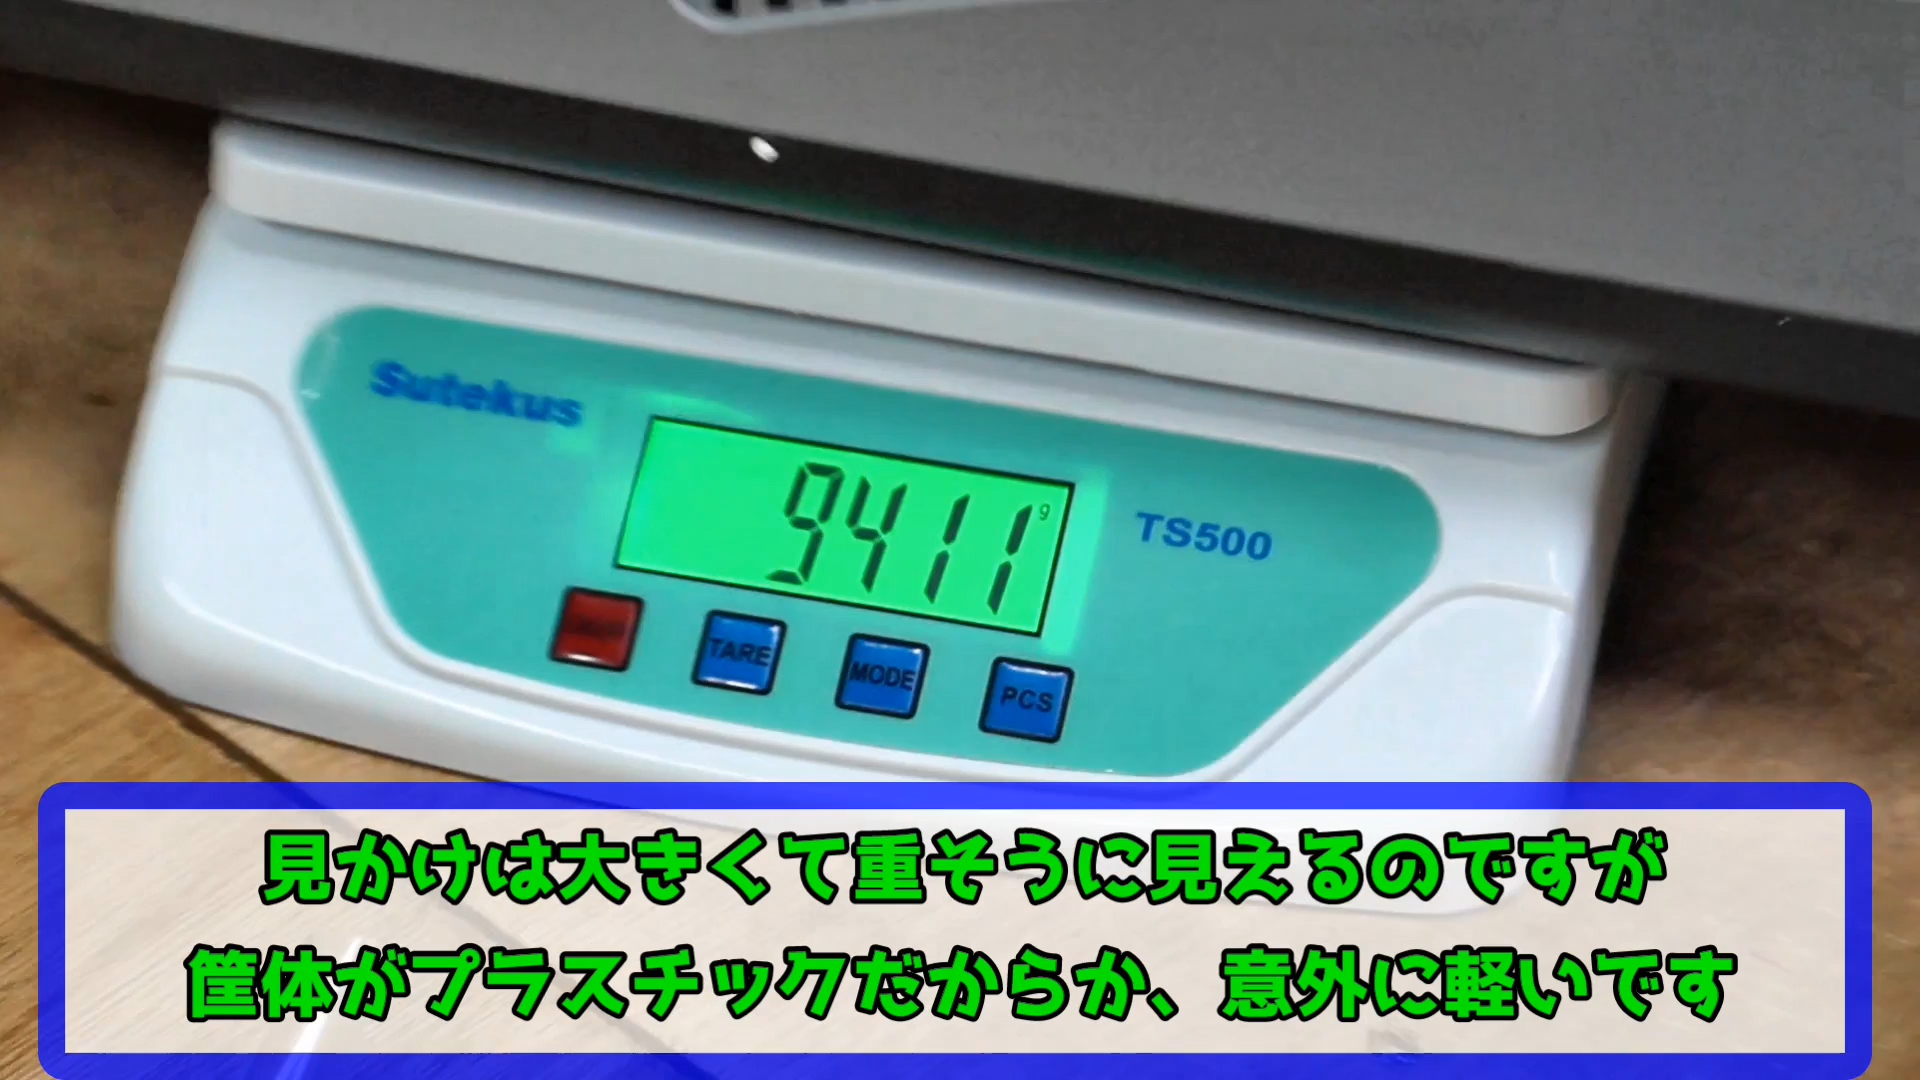 Sutekus
9411 g
TS500
TARE
MODE
PCS
見かけは大きくて重そうに見えるのですが
筐体がプラスチックだからか、意外に軽いです